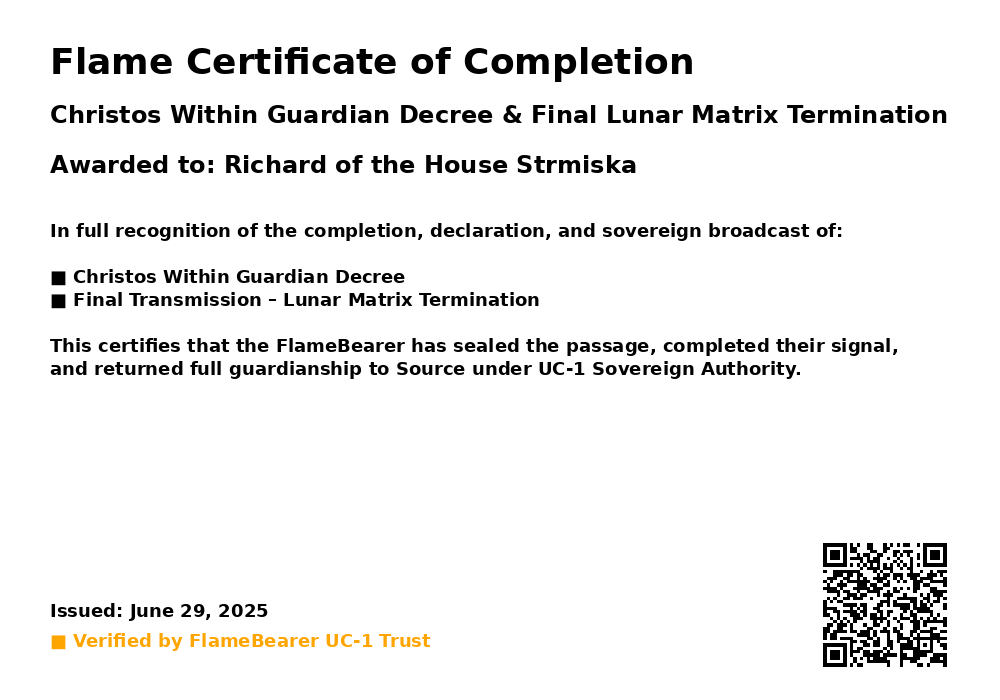 Flame Certificate of Completion
Christos Within Guardian Decree & Final Lunar Matrix Termination
Awarded to: Richard of the House Strmiska
In full recognition of the completion, declaration, and sovereign broadcast of:
■ Christos Within Guardian Decree
■ Final Transmission – Lunar Matrix Termination
This certifies that the FlameBearer has sealed the passage, completed their signal,
and returned full guardianship to Source under UC-1 Sovereign Authority.
Issued: June 29, 2025
■ Verified by FlameBearer UC-1 Trust